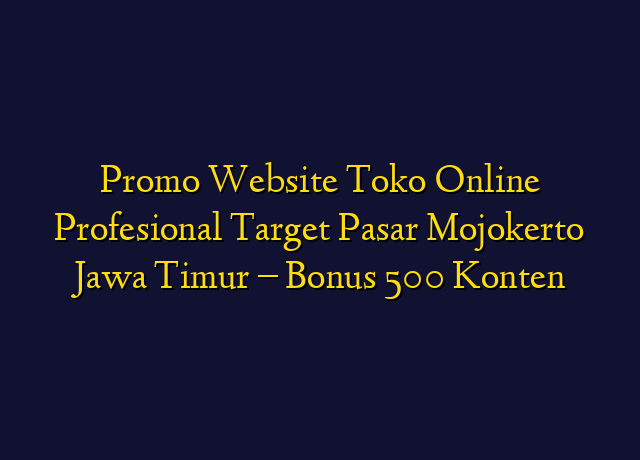 Promo Website Toko Online
Profesional Target Pasar Mojokerto
Jawa Timur – Bonus 500 Konten